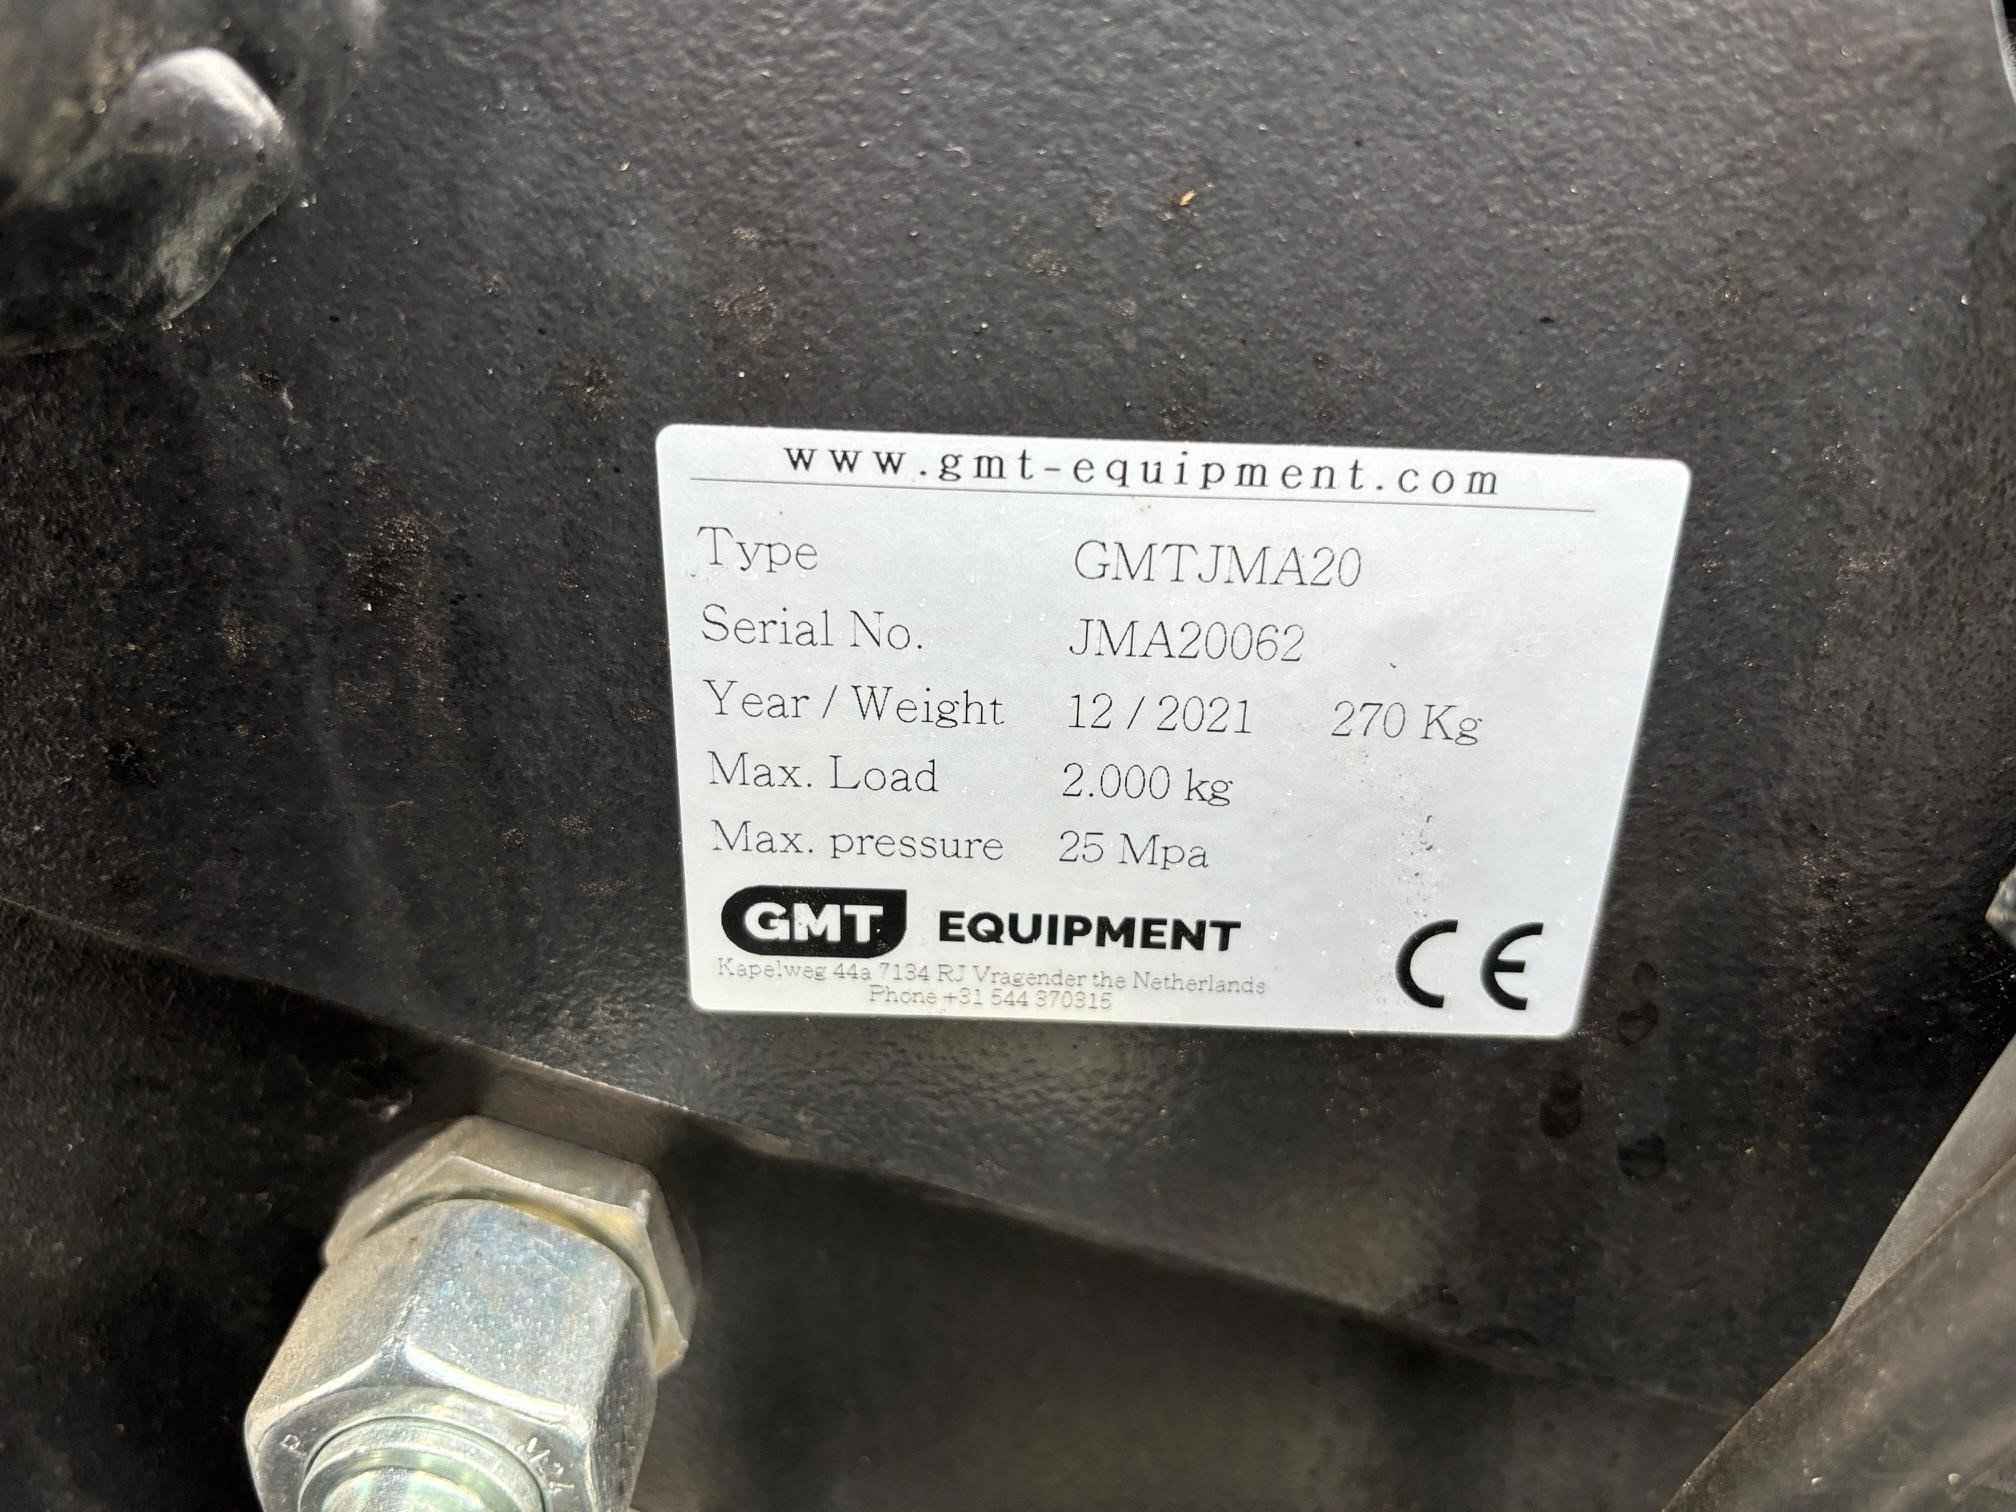 www.gmt-equipment.com
Type GMTJMA20
Serial No. JMA20062
Year / Weight 12 / 2021 270 Kg
Max. Load 2.000 kg
Max. pressure 25 Mpa
GMT EQUIPMENT
CE
Kapelweg 44a 7134 RJ Vragender the Netherlands
Phone +31 544 370315